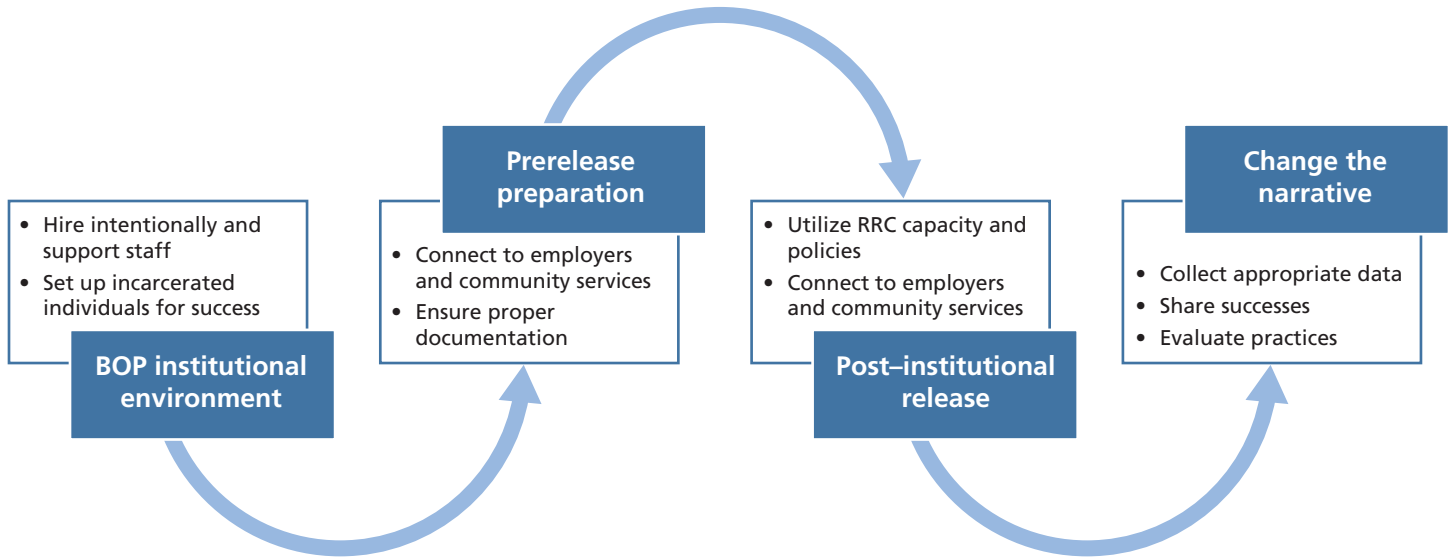 • Hire intentionally and
support staff
• Set up incarcerated
individuals for success
BOP institutional
environment
Prerelease
preparation
• Connect to employers
and community services
• Ensure proper
documentation
• Utilize RRC capacity and
policies
• Connect to employers
and community services
Post–institutional
release
Change the
narrative
• Collect appropriate data
• Share successes
• Evaluate practices